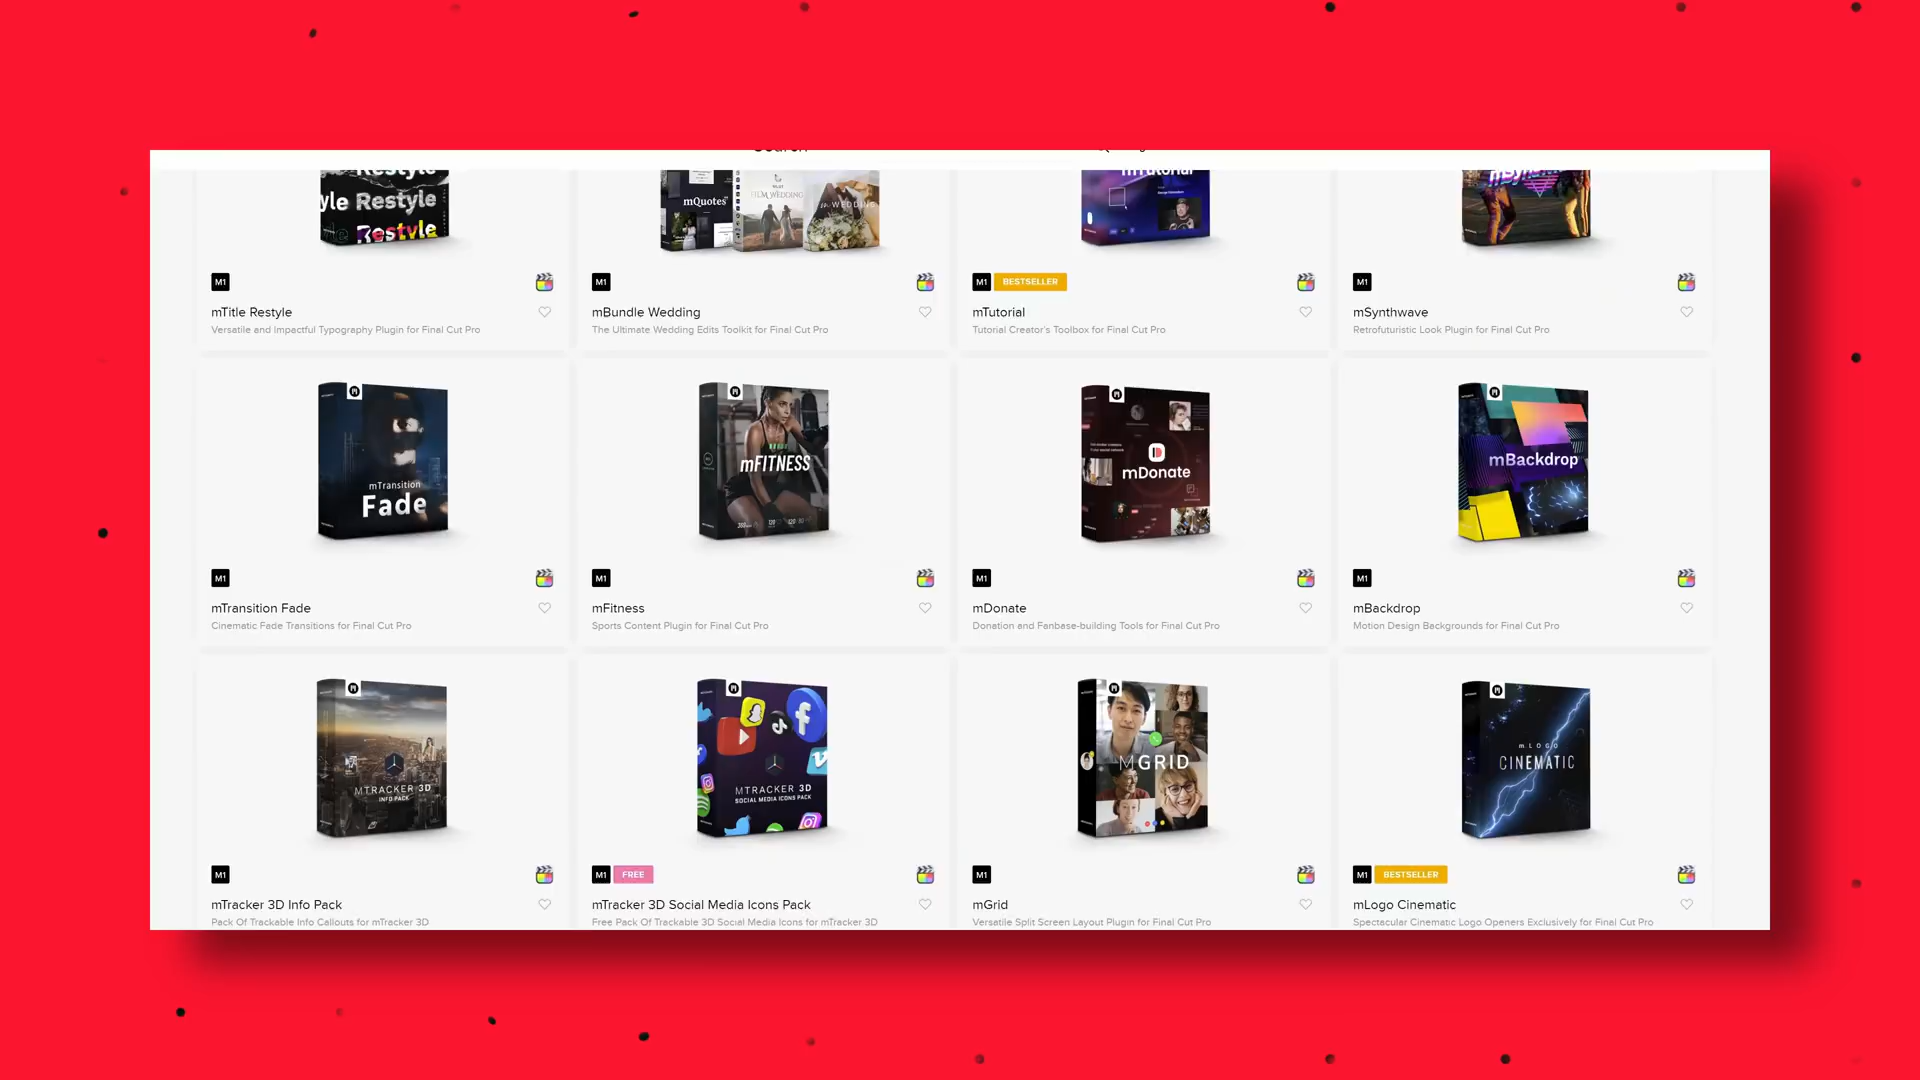 Restyle
yle Restyle
Restyle
mQuotes
FILM WEDDING
WEDDING
mTutorial
M1
M1
M1 BESTSELLER
M1
mTitle Restyle
mBundle Wedding
mTutorial
mSynthwave
Versatile and Impactful Typography Plugin for Final Cut Pro
The Ultimate Wedding Edits Toolkit for Final Cut Pro
Tutorial Creator's Toolbox for Final Cut Pro
Retrofuturistic Look Plugin for Final Cut Pro
mTransition
Fade
mFITNESS
mDonate
mBackdrop
M1
M1
M1
M1
mTransition Fade
mFitness
mDonate
mBackdrop
Cinematic Fade Transitions for Final Cut Pro
Sports Content Plugin for Final Cut Pro
Donation and Fanbase-building Tools for Final Cut Pro
Motion Design Backgrounds for Final Cut Pro
MTRACKER 3D
INFO PACK
MTRACKER 3D
SOCIAL MEDIA ICONS PACK
MGRID
mLOGO
CINEMATIC
M1
M1 FREE
M1
M1 BESTSELLER
mTracker 3D Info Pack
mTracker 3D Social Media Icons Pack
mGrid
mLogo Cinematic
Pack Of Trackable Info Callouts for mTracker 3D
Free Pack Of Trackable 3D Social Media Icons for mTracker 3D
Versatile Split Screen Layout Plugin for Final Cut Pro
Spectacular Cinematic Logo Openers Exclusively for Final Cut Pro